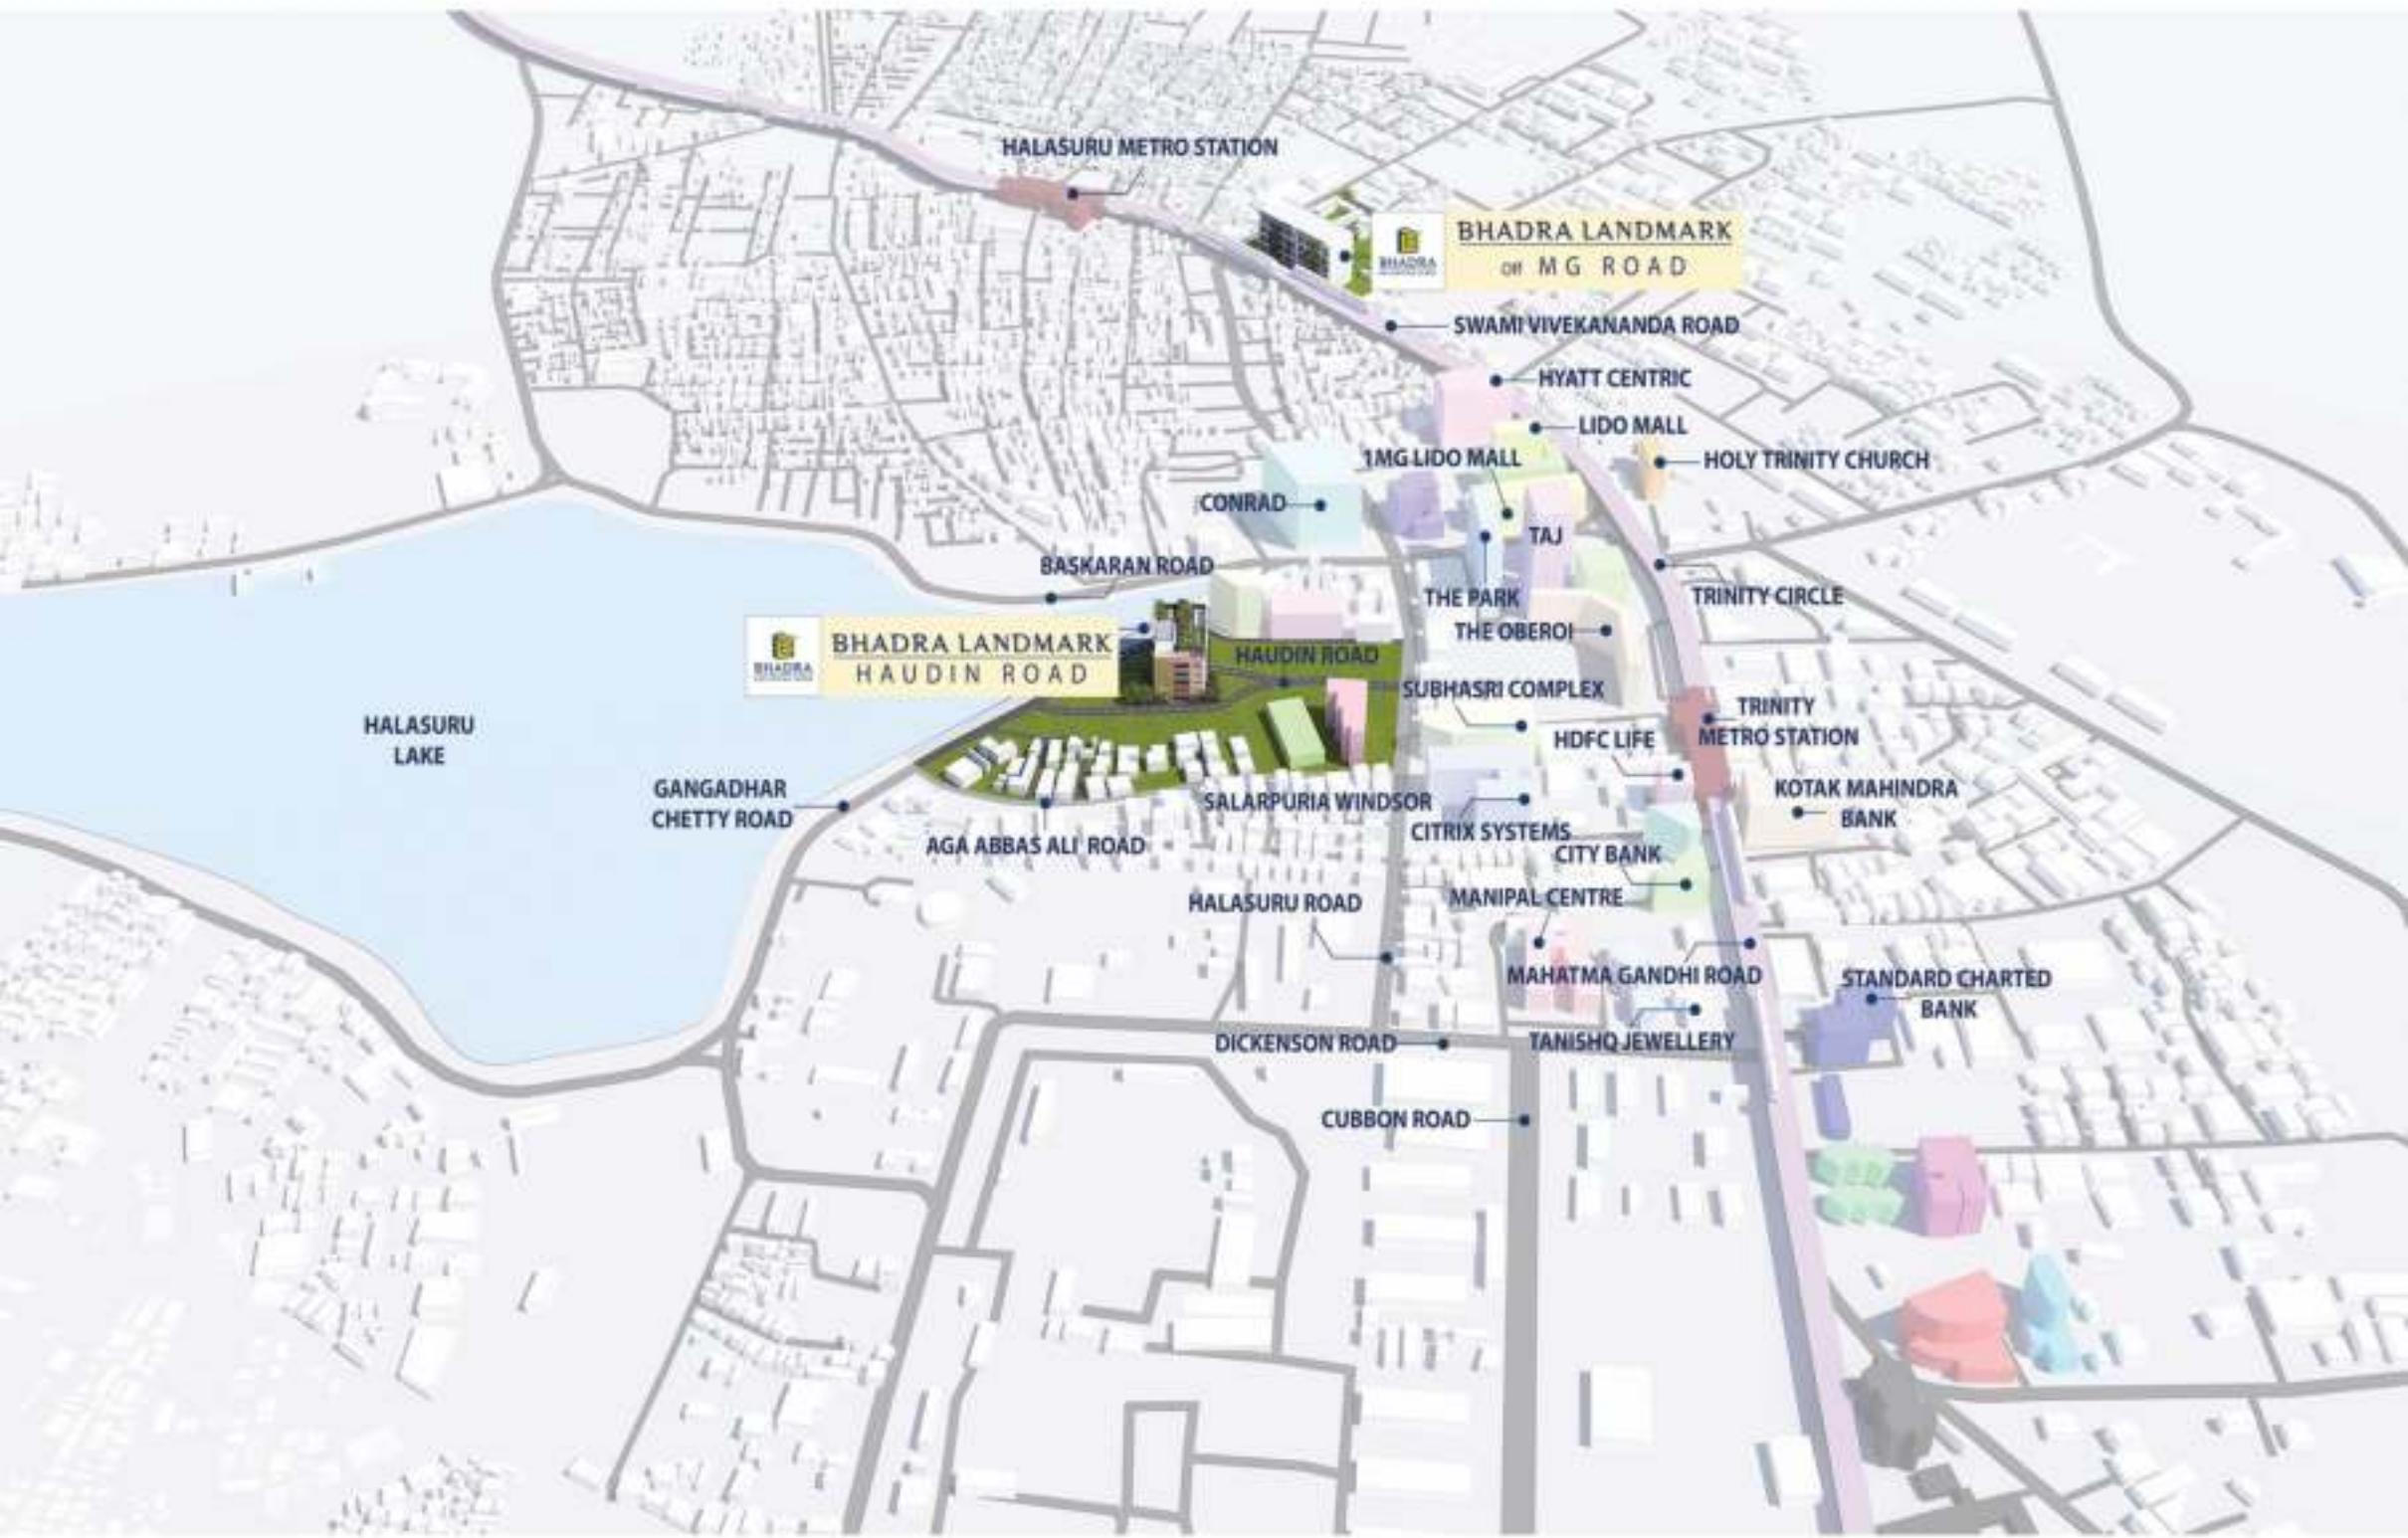 HALASURU METRO STATION
BHADRA
BHADRA LANDMARK
Off MG ROAD
SWAMI VIVEKANANDA ROAD
HYATT CENTRIC
LIDO MALL
1MG LIDO MALL
HOLY TRINITY CHURCH
CONRAD
TAJ
BASKARAN ROAD
THE PARK
TRINITY CIRCLE
THE OBEROI
BHADRA
BHADRA LANDMARK
HAUDIN ROAD
HAUDIN ROAD
SUBHASRI COMPLEX
HALASURU
LAKE
TRINITY
METRO STATION
HDFC LIFE
GANGADHAR
CHETTY ROAD
SALARPURIA WINDSOR
KOTAK MAHINDRA
BANK
CITRIX SYSTEMS
AGA ABBAS ALI ROAD
CITY BANK
HALASURU ROAD
MANIPAL CENTRE
MAHATMA GANDHI ROAD
STANDARD CHARTED
BANK
DICKENSON ROAD
TANISHQ JEWELLERY
CUBBON ROAD